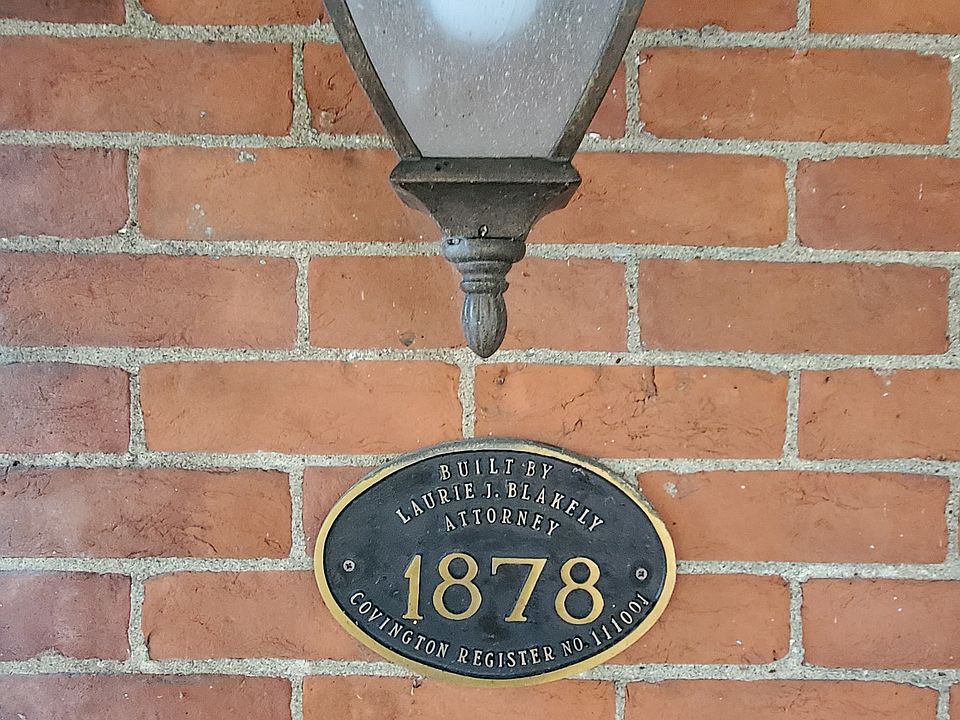 BUILT BY
LAURIE J. BLAKELY
ATTORNEY
1878
COVINGTON REGISTER NO. 111001